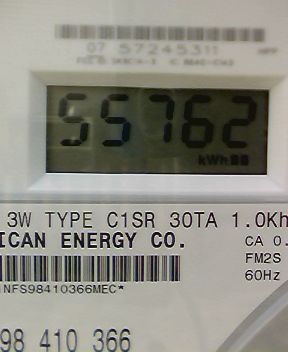 07 57245311
55762
kWh
3W TYPE C1SR 30TA 1.0Kh
ICAN ENERGY CO.
CA 0.
FM2S
60Hz
NFS98410366MEC*
98 410 366